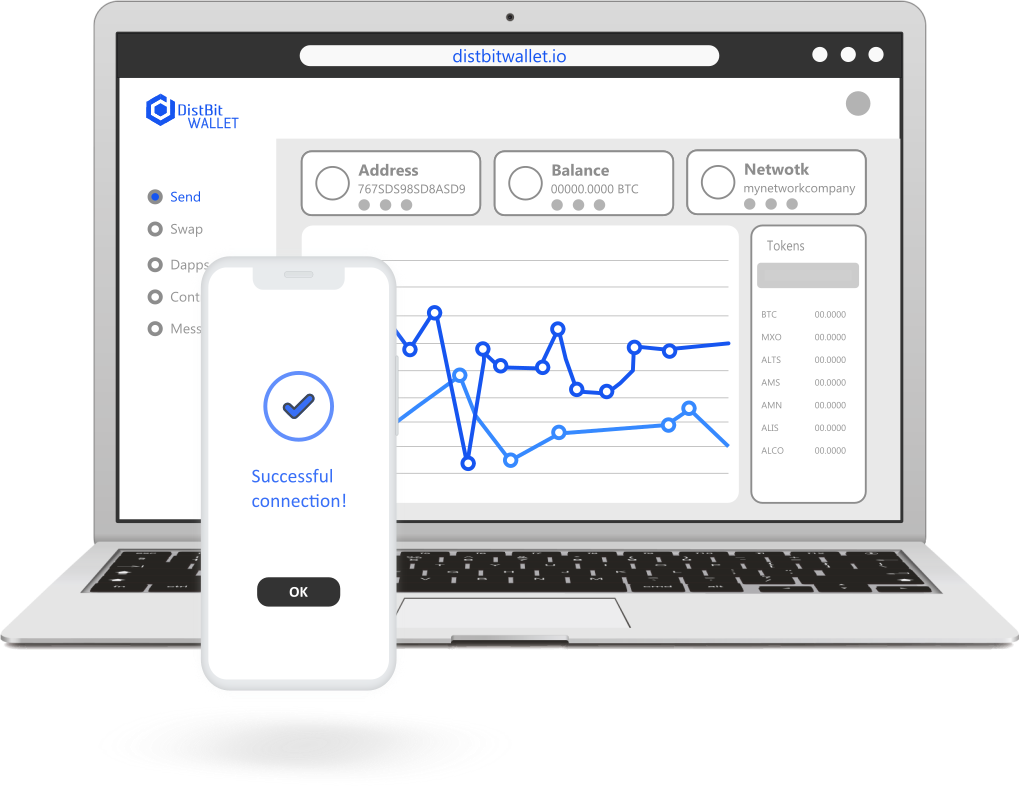 distbitwallet.io
DistBit
WALLET
Send
Swap
Dapps
Cont
Mess
Address
767SDS98SD8ASD9
Balance
00000.0000 BTC
Netwotk
mynetworkcompany
Tokens
BTC 00.0000
MXO 00.0000
ALTS 00.0000
AMS 00.0000
AMN 00.0000
ALIS 00.0000
ALCO 00.0000
Successful
connection!
OK